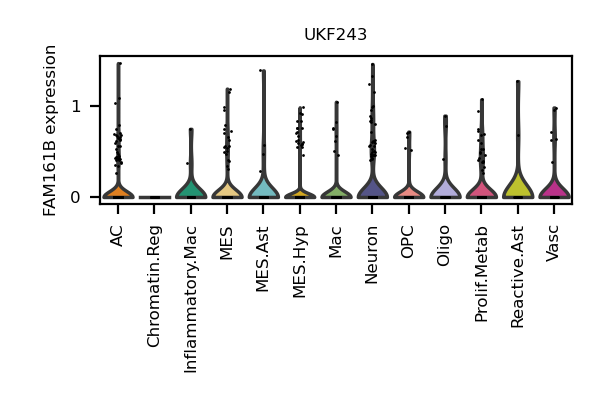 UKF243
FAM161B expression
1
0
AC
Chromatin.Reg
Inflammatory.Mac
MES
MES.Ast
MES.Hyp
Mac
Neuron
OPC
Oligo
Prolif.Metab
Reactive.Ast
Vasc